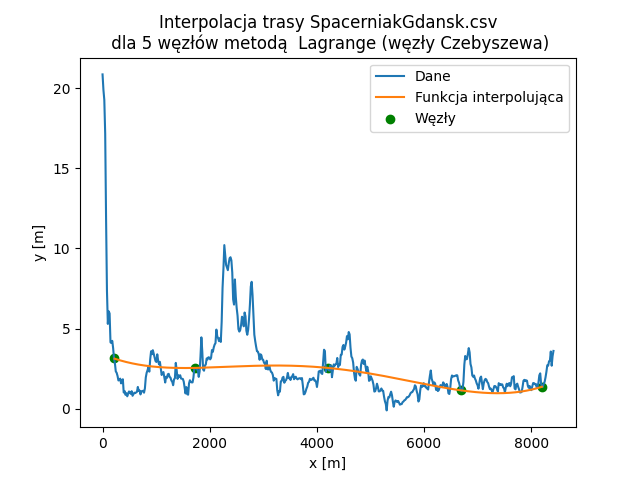 Interpolacja trasy SpacerniakGdansk.csv
dla 5 węzłów metodą  Lagrange (węzły Czebyszewa)
Dane
Funkcja interpolująca
Węzły
20
15
10
5
0
y [m]
0
2000
4000
6000
8000
x [m]